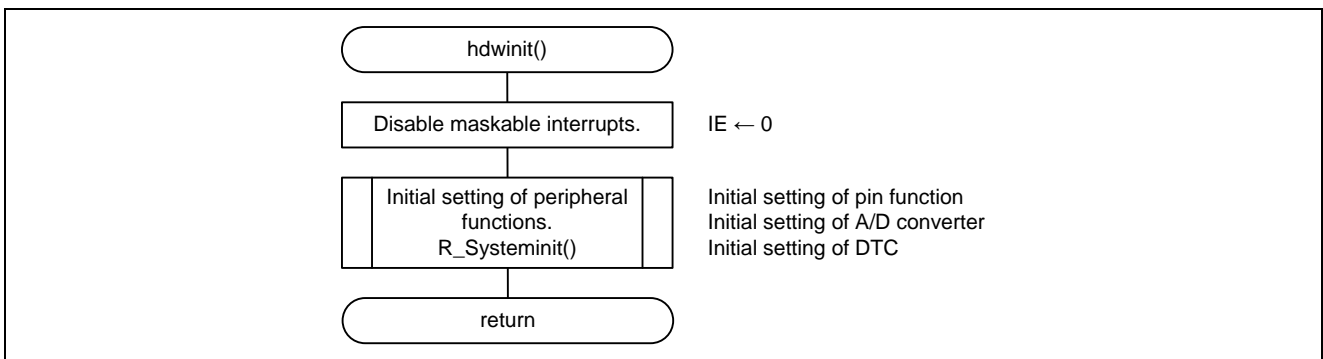 hdwinit()
Disable maskable interrupts.
IE ← 0
Initial setting of peripheral
functions.
R_Systeminit()
Initial setting of pin function
Initial setting of A/D converter
Initial setting of DTC
return